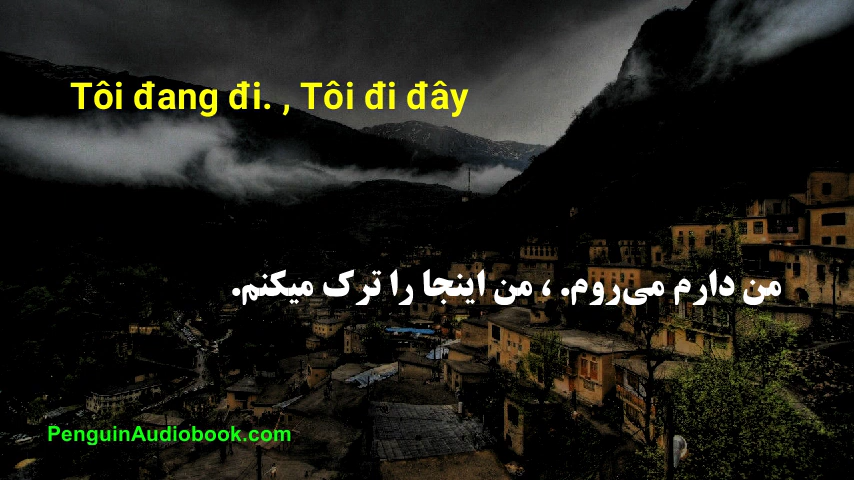 Tôi đang đi. , Tôi đi đây
من دارم می‌روم. ، من اینجا را ترک میکنم.
PenguinAudiobook.com